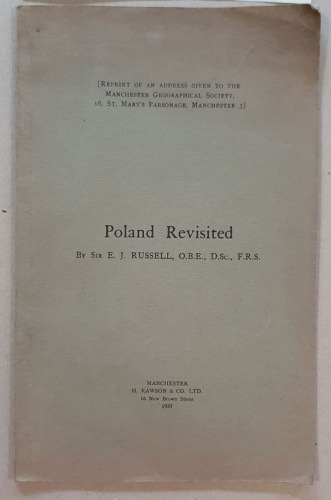 [REPRINT OF AN ADDRESS GIVEN TO THE
MANCHESTER GEOGRAPHICAL SOCIETY,
16, ST. MARY'S PARSONAGE, MANCHESTER 3]
Poland Revisited
BY SIR E. J. RUSSELL, O.B.E., D.Sc., F.R.S.
MANCHESTER
H. RAWSON & CO. LTD.
16 New Brown Street
1937